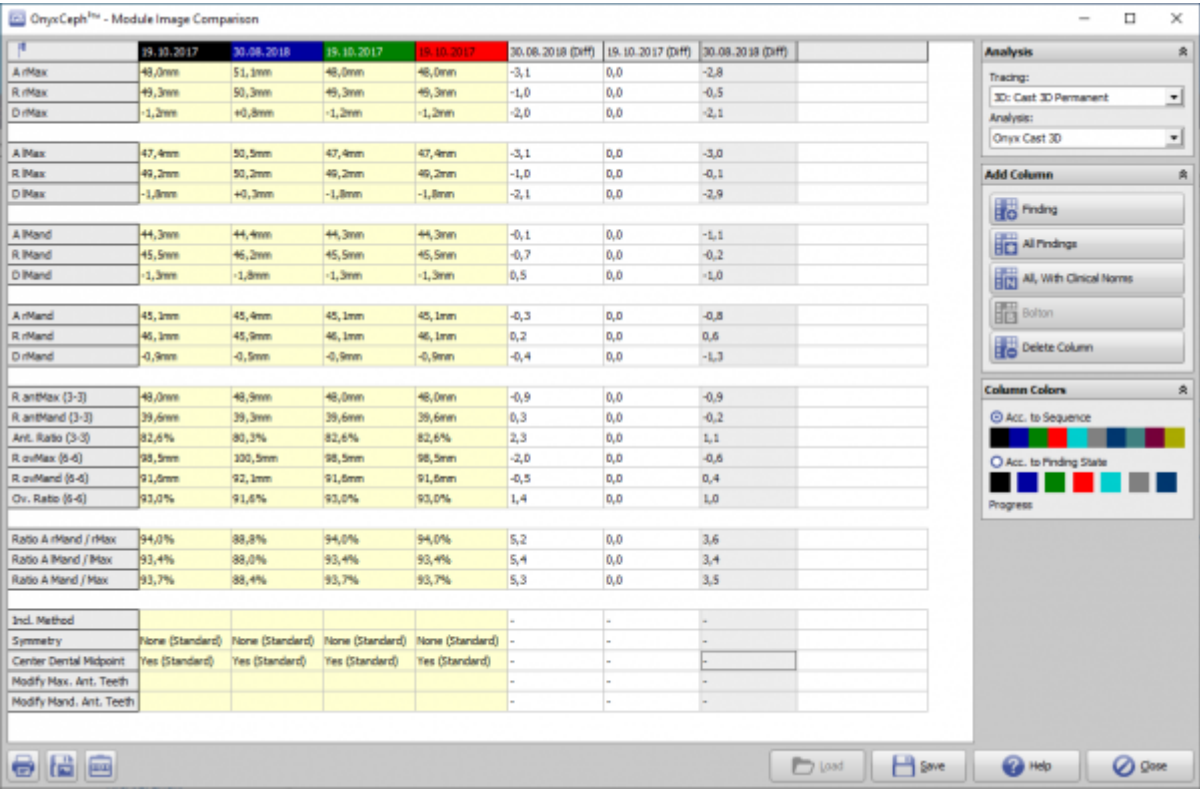 OnyxCeph³™ - Module Image Comparison
19.10.2017 30.08.2018 19.10.2017 19.10.2017 30.08.2018 (Diff) 19.10.2017 (Diff) 30.08.2018 (Diff)
A rMax 48,0mm 51,1mm 48,0mm 48,0mm -3,1 0,0 -2,8
R rMax 49,3mm 50,3mm 49,3mm 49,3mm -1,0 0,0 -0,5
D rMax -1,2mm +0,8mm -1,2mm -1,2mm -2,0 0,0 -2,1
A lMax 47,4mm 50,5mm 47,4mm 47,4mm -3,1 0,0 -3,0
R lMax 49,2mm 50,2mm 49,2mm 49,2mm -1,0 0,0 -0,1
D lMax -1,8mm +0,3mm -1,8mm -1,8mm -2,1 0,0 -2,9
A lMand 44,3mm 44,4mm 44,3mm 44,3mm -0,1 0,0 -1,1
R lMand 45,5mm 46,2mm 45,5mm 45,5mm -0,7 0,0 -0,2
D lMand -1,3mm -1,8mm -1,3mm -1,3mm 0,5 0,0 -1,0
A rMand 45,1mm 45,4mm 45,1mm 45,1mm -0,3 0,0 -0,8
R rMand 46,1mm 45,9mm 46,1mm 46,1mm 0,2 0,0 0,6
D rMand -0,9mm -0,5mm -0,9mm -0,9mm -0,4 0,0 -1,3
R antMax (3-3) 48,0mm 48,9mm 48,0mm 48,0mm -0,9 0,0 -0,9
R antMand (3-3) 39,6mm 39,3mm 39,6mm 39,6mm 0,3 0,0 -0,2
Ant. Ratio (3-3) 82,6% 80,3% 82,6% 82,6% 2,3 0,0 1,1
R ovMax (6-6) 98,5mm 100,5mm 98,5mm 98,5mm -2,0 0,0 -0,6
R ovMand (6-6) 91,6mm 92,1mm 91,6mm 91,6mm -0,5 0,0 0,4
Ov. Ratio (6-6) 93,0% 91,6% 93,0% 93,0% 1,4 0,0 1,0
Ratio A rMand / rMax 94,0% 88,8% 94,0% 94,0% 5,2 0,0 3,6
Ratio A lMand / lMax 93,4% 88,0% 93,4% 93,4% 5,4 0,0 3,4
Ratio A Mand / Max 93,7% 88,4% 93,7% 93,7% 5,3 0,0 3,5
Incl. Method - - -
Symmetry None (Standard) None (Standard) None (Standard) None (Standard) - - -
Center Dental Midpoint Yes (Standard) Yes (Standard) Yes (Standard) Yes (Standard) - - -
Modify Max. Ant. Teeth - - -
Modify Mand. Ant. Teeth - - -
Analysis
Tracing:
3D: Cast 3D Permanent
Analysis:
Onyx Cast 3D
Add Column
Finding
All Findings
All, With Clinical Norms
Bolton
Delete Column
Column Colors
Acc. to Sequence
Acc. to Finding State
Progress
Load Save Help Close